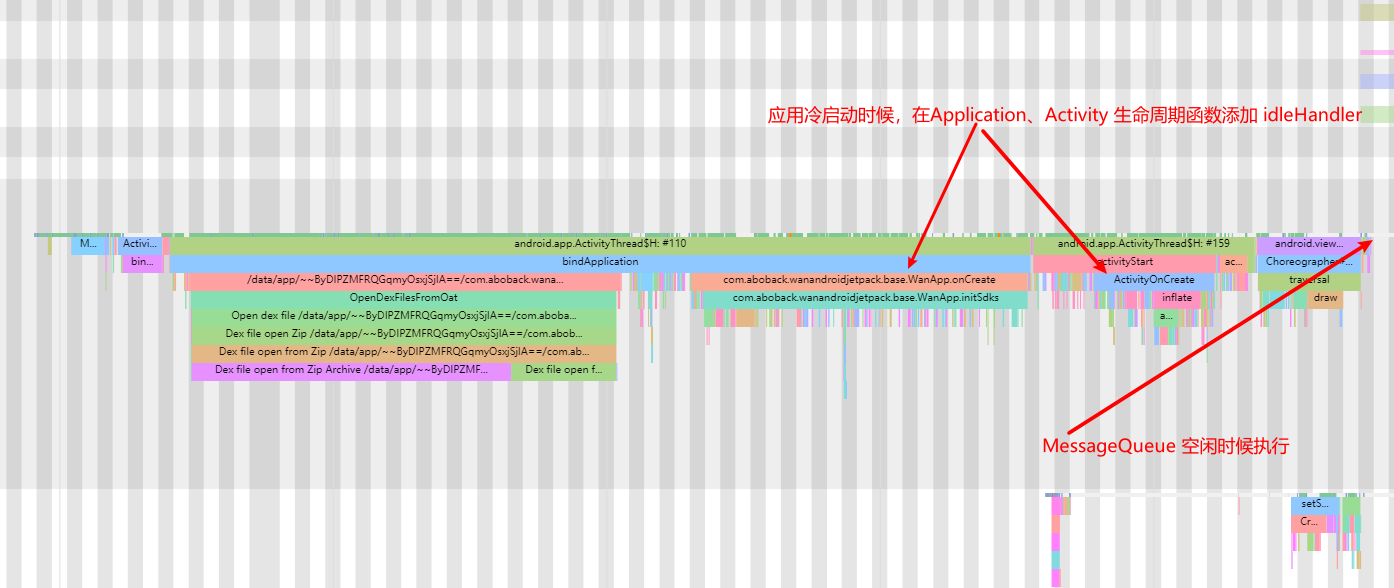 应用冷启动时候，在Application、Activity 生命周期函数添加 idleHandler
M...
Activi...
android.app.ActivityThread$H: #110
android.app.ActivityThread$H: #159
android.view...
bin...
bindApplication
activityStart
ac...
Choreographer#...
/data/app/~~ByDIPZMFRQGqmyOsxjSjIA==/com.aboback.wana...
com.aboback.wanandroidjetpack.base.WanApp.onCreate
ActivityOnCreate
traversal
OpenDexFilesFromOat
com.aboback.wanandroidjetpack.base.WanApp.initSdks
inflate
draw
Open dex file /data/app/~~ByDIPZMFRQGqmyOsxjSjIA==/com.aboba...
a...
Dex file open Zip /data/app/~~ByDIPZMFRQGqmyOsxjSjIA==/com.abob...
Dex file open from Zip /data/app/~~ByDIPZMFRQGqmyOsxjSjIA==/com.ab...
Dex file open from Zip Archive /data/app/~~ByDIPZMF...
Dex file open f...
MessageQueue 空闲时候执行
setS...
Cr...